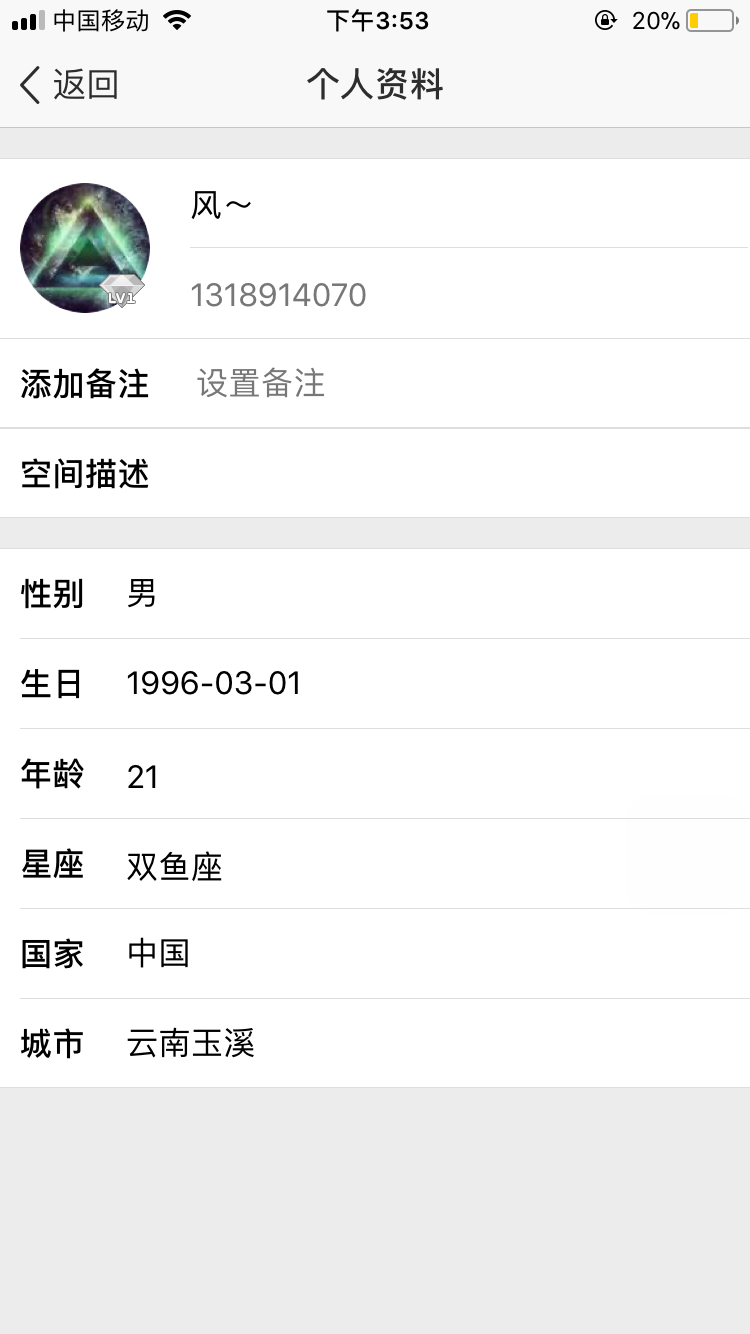 中国移动 下午3:53 20%
返回 个人资料
风～
LV1
1318914070
添加备注 设置备注
空间描述
性别 男
生日 1996-03-01
年龄 21
星座 双鱼座
国家 中国
城市 云南玉溪